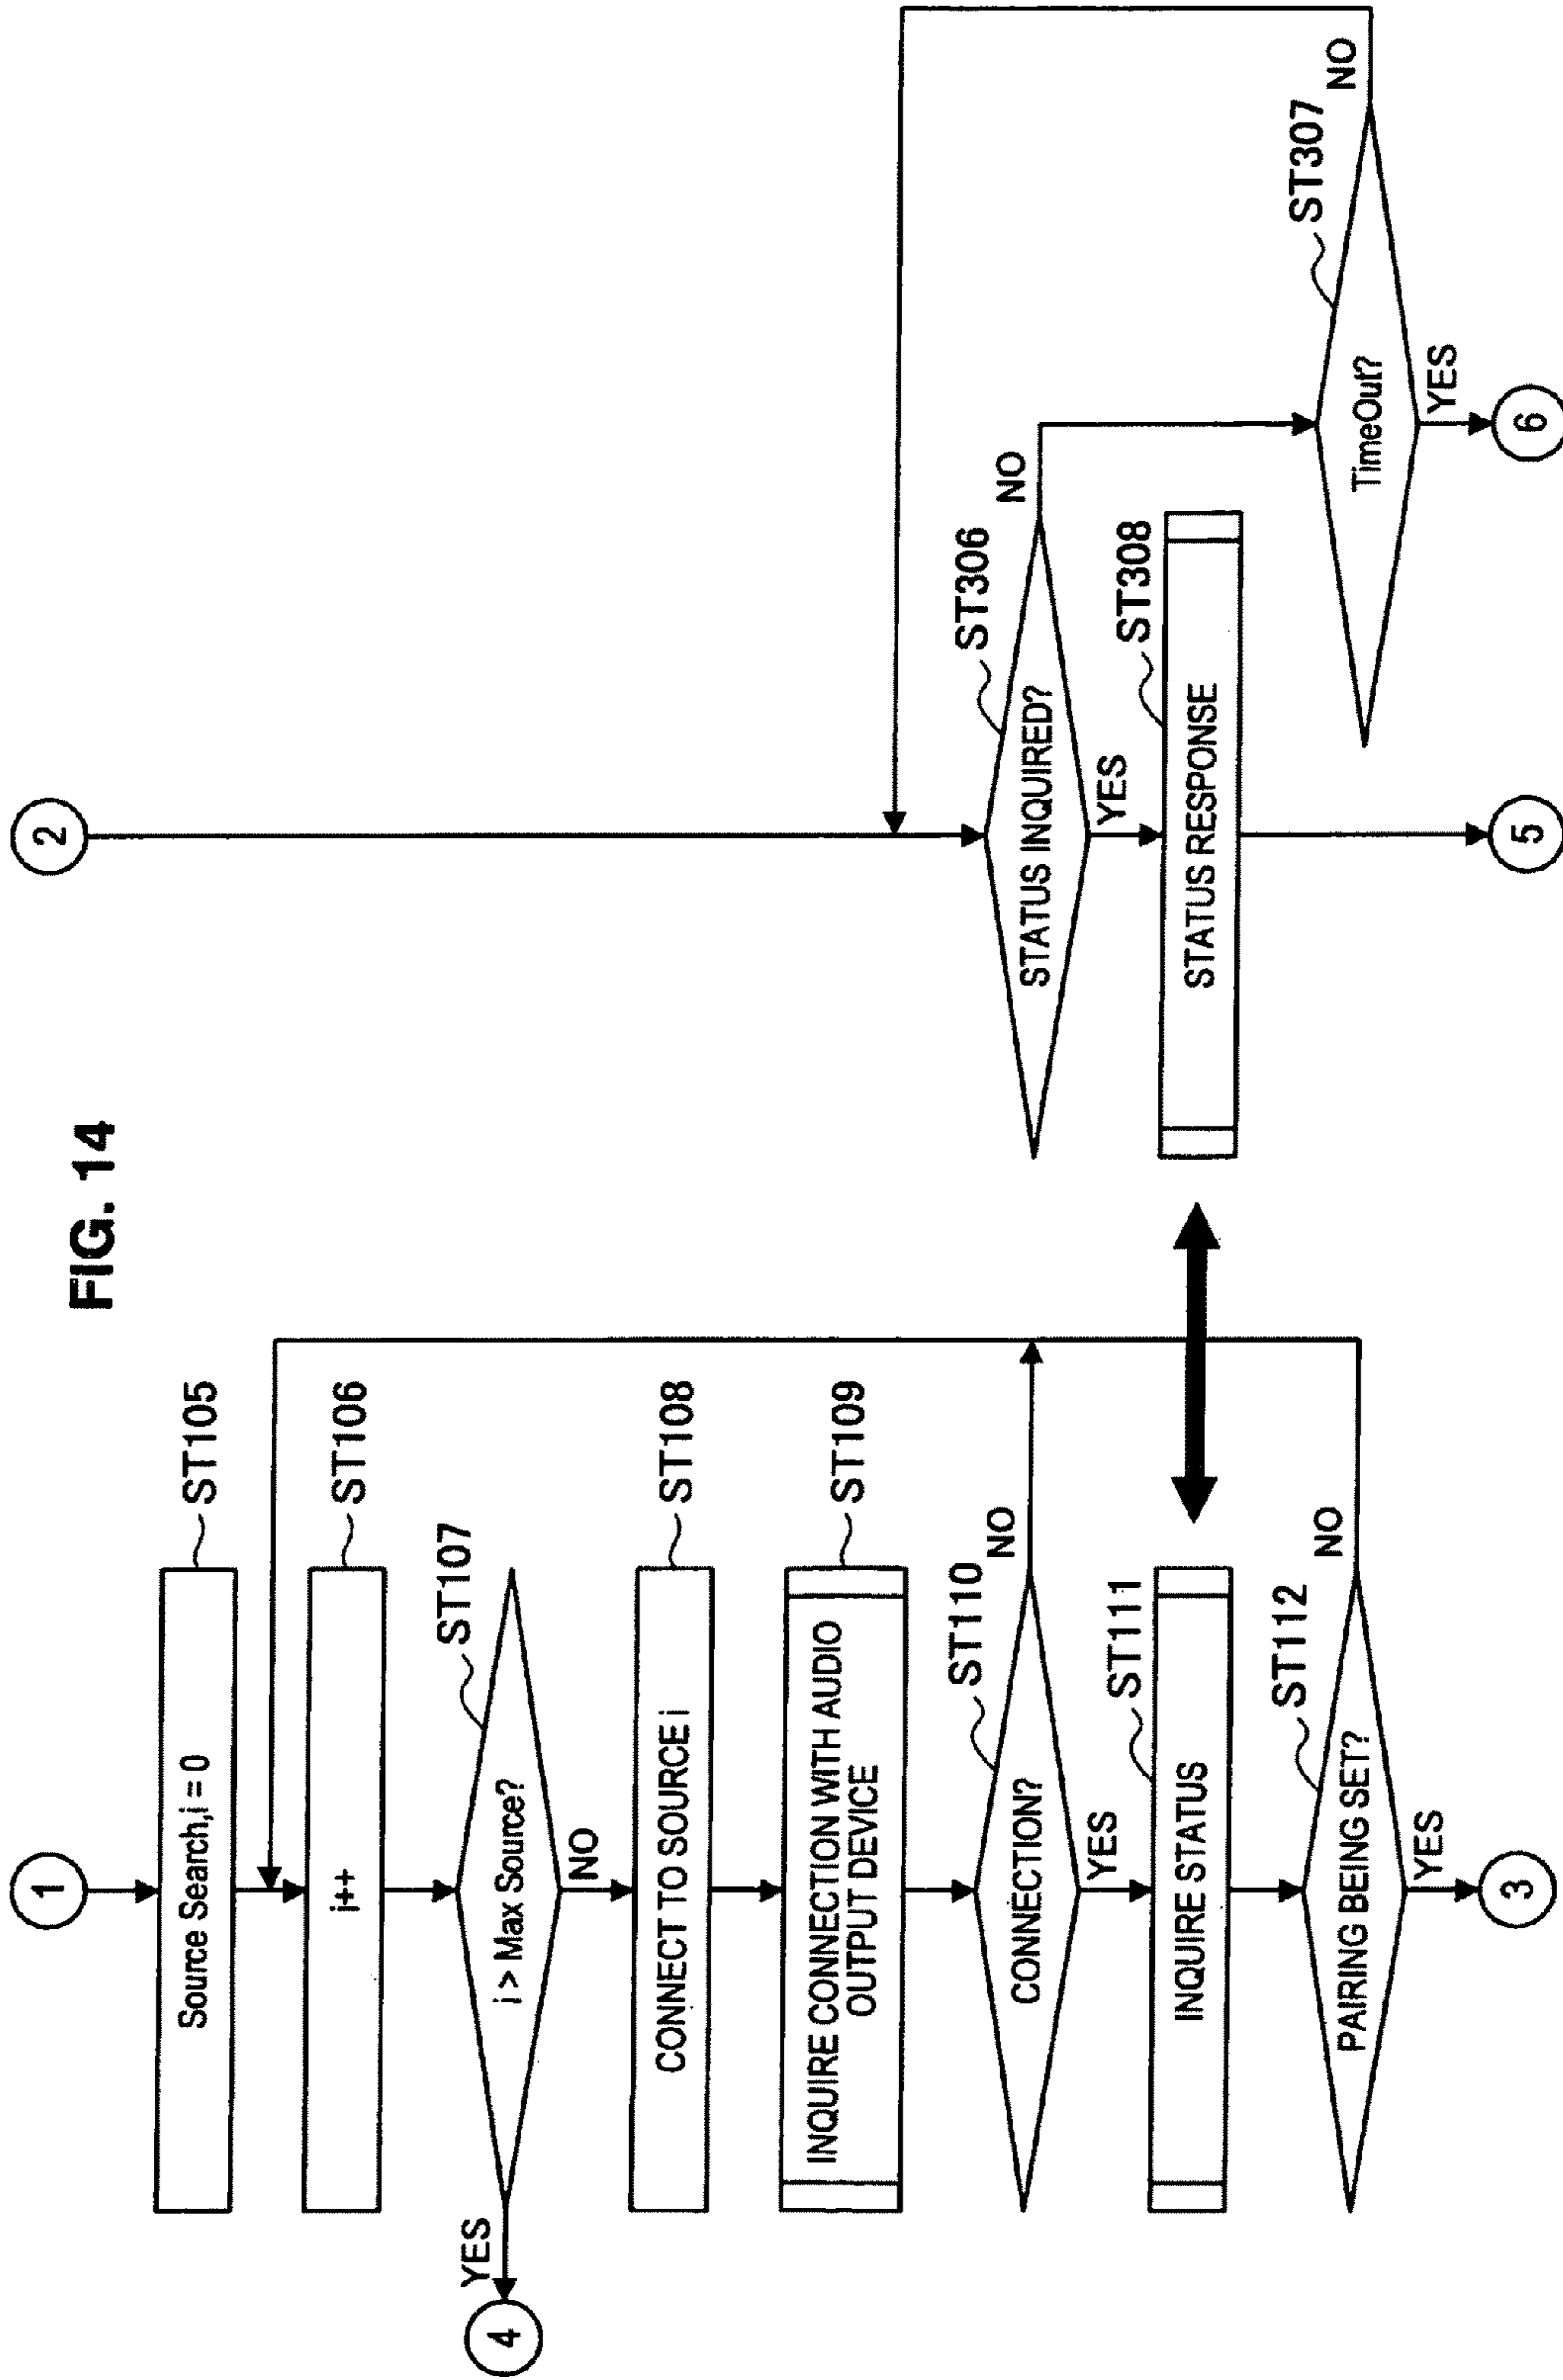 FIG. 14
1
Source Search,i = 0
ST105
i++
ST106
i > Max Source?
ST107
YES
4
NO
CONNECT TO SOURCE i
ST108
INQUIRE CONNECTION WITH AUDIO
OUTPUT DEVICE
ST109
CONNECTION?
ST110
NO
YES
INQUIRE STATUS
ST111
PAIRING BEING SET?
ST112
NO
YES
3
2
STATUS INQUIRED?
ST306
NO
YES
STATUS RESPONSE
ST308
5
TimeOut?
ST307
NO
YES
6